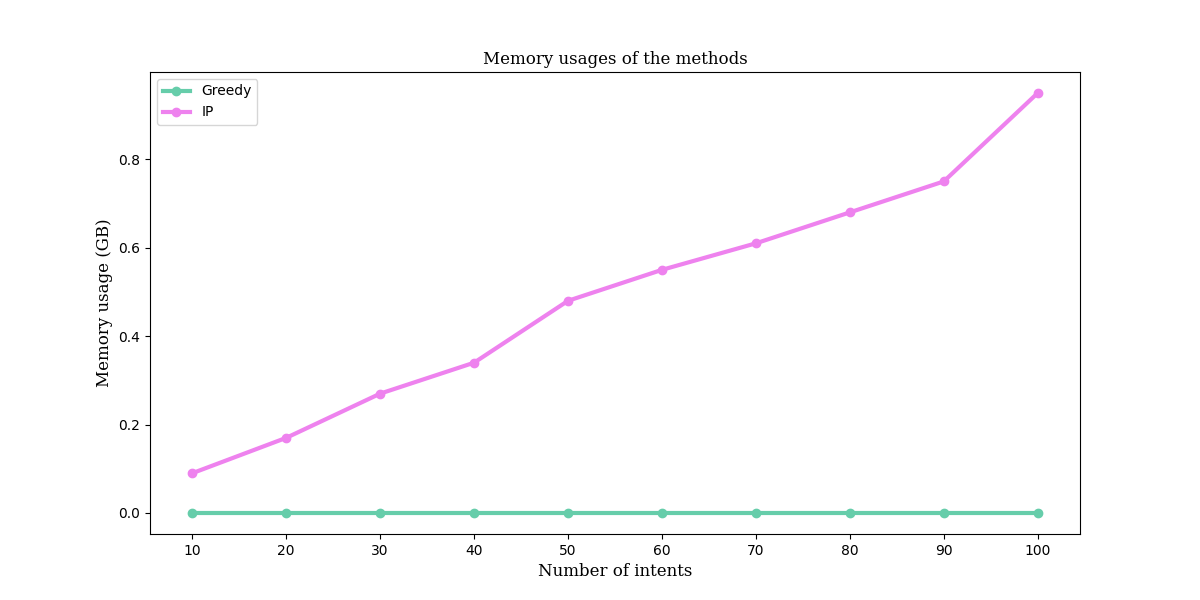 Memory usages of the methods
Greedy
IP
Memory usage (GB)
0.8
0.6
0.4
0.2
0.0
10 20 30 40 50 60 70 80 90 100
Number of intents